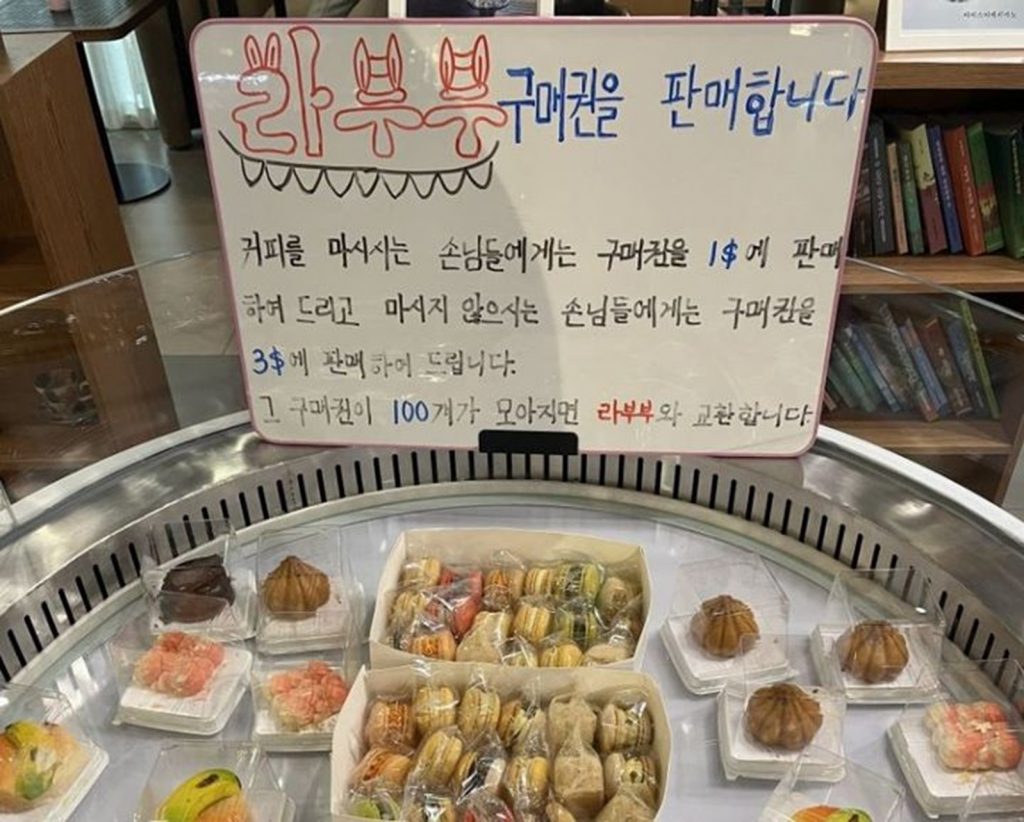 라부부 구매권을 판매합니다
커피를 마시시는 손님들에게는 구매권을 1$에 판매
하여 드리고 마시지 않으시는 손님들에게는 구매권을
3$에 판매하여 드립니다.
그 구매권이 100개가 모아지면 라부부와 교환합니다.